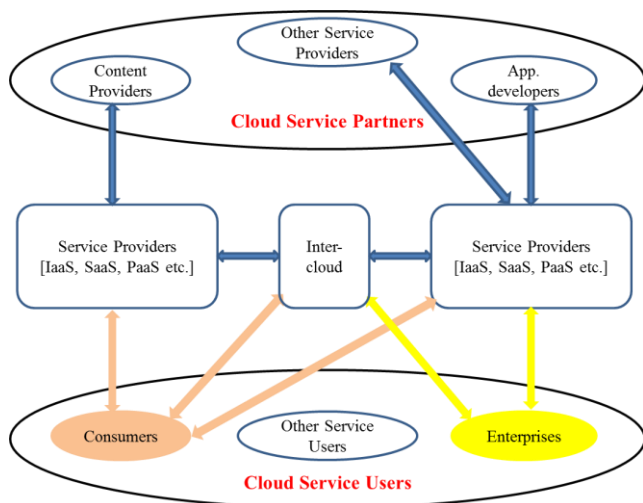 Other Service
Providers
Content
Providers
App.
developers
Cloud Service Partners
Service Providers
[IaaS, SaaS, PaaS etc.]
Inter-
cloud
Service Providers
[IaaS, SaaS, PaaS etc.]
Consumers
Other Service
Users
Enterprises
Cloud Service Users